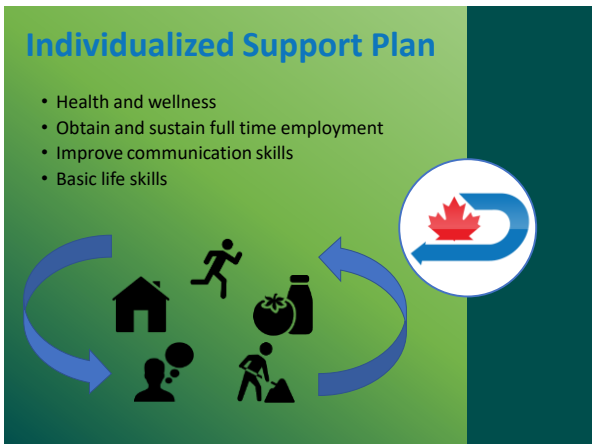 Individualized Support Plan
• Health and wellness
• Obtain and sustain full time employment
• Improve communication skills
• Basic life skills